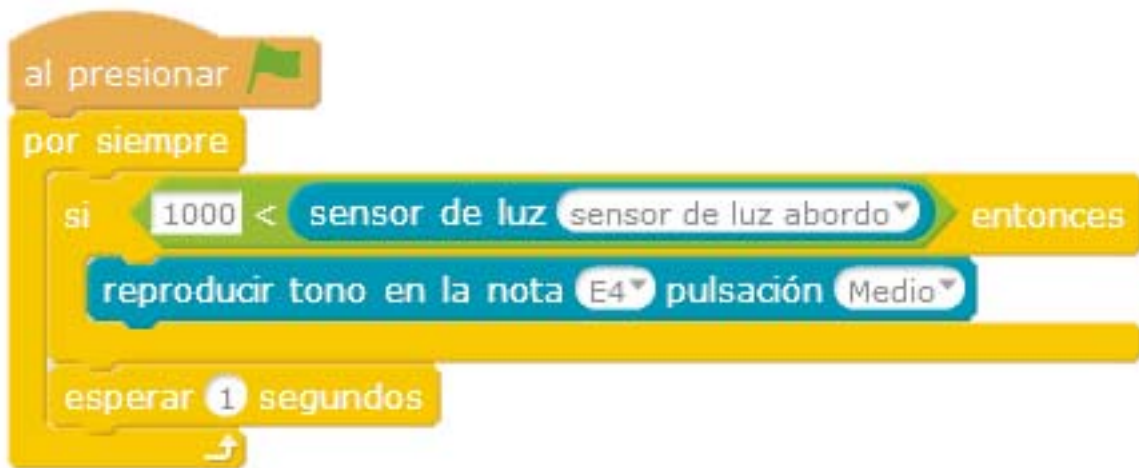 al presionar
por siempre
si 1000 < sensor de luz sensor de luz abordo entonces
reproducir tono en la nota E4 pulsación Medio
esperar 1 segundos